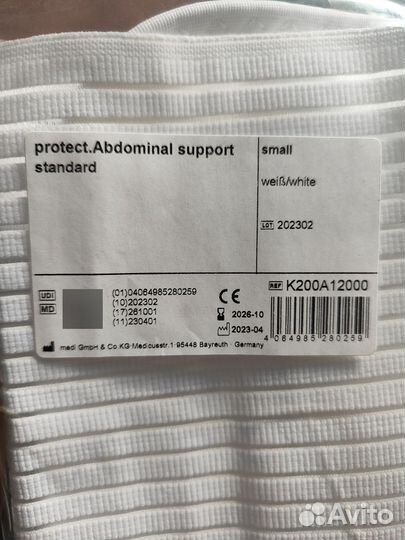 protect.Abdominal support
standard
small
weiß/white
LOT 202302
UDI
MD
(01)04064985280259
(10)202302
(17)261001
(11)230401
CE
2026-10
2023-04
REF K200A12000
4 064985 280259
medi GmbH & Co.KG Medicusstr.1 95448 Bayreuth · Germany
Avito